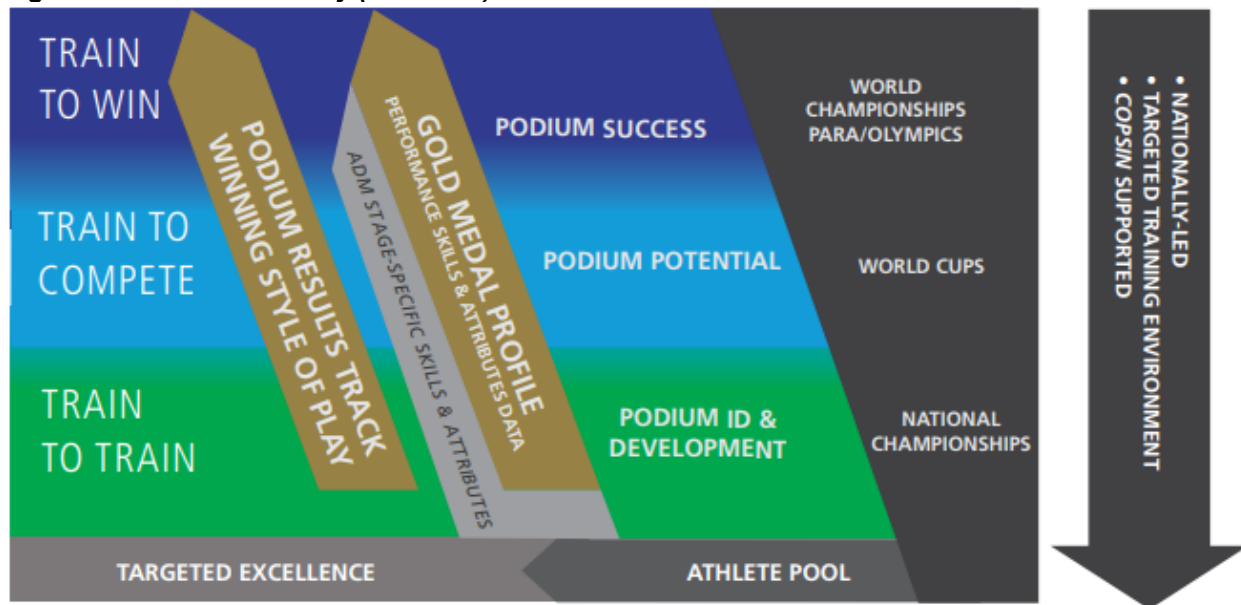 TRAIN
TO WIN
PODIUM RESULTS TRACK
WINNING STYLE OF PLAY
ADM STAGE-SPECIFIC SKILLS & ATTRIBUTES
GOLD MEDAL PROFILE
PERFORMANCE SKILLS & ATTRIBUTES DATA
PODIUM SUCCESS
WORLD
CHAMPIONSHIPS
PARA/OLYMPICS
TRAIN TO
COMPETE
PODIUM POTENTIAL
WORLD CUPS
TRAIN
TO TRAIN
PODIUM ID &
DEVELOPMENT
NATIONAL
CHAMPIONSHIPS
TARGETED EXCELLENCE
ATHLETE POOL
• NATIONALLY-LED
• TARGETED TRAINING ENVIRONMENT
• COPSIN SUPPORTED